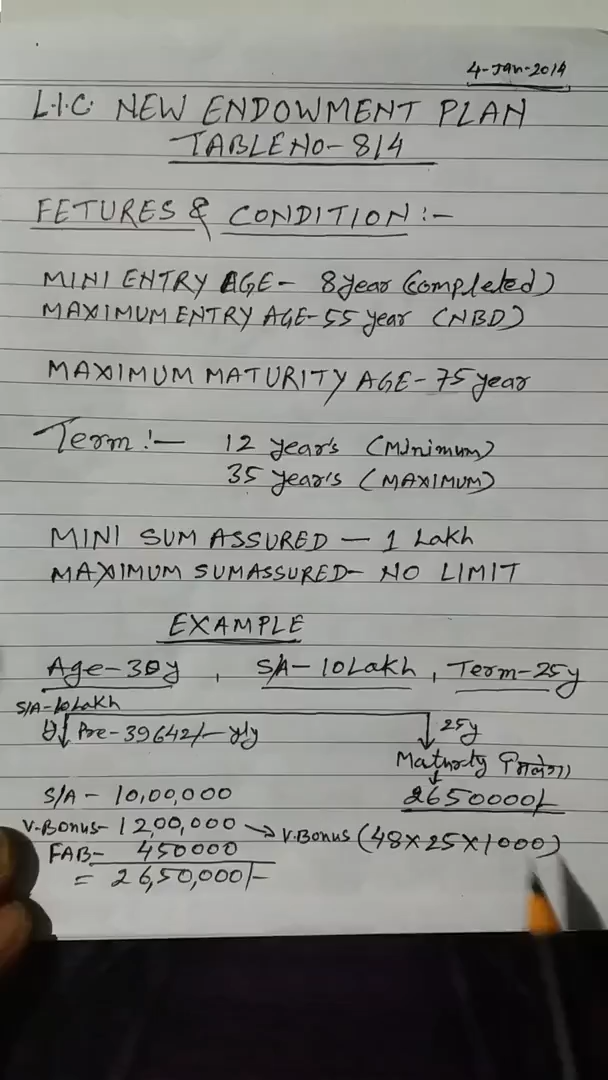 4-Jan-2014
L.I.C. NEW ENDOWMENT PLAN
TABLE NO-814
FETURES & CONDITION:-
MINI ENTRY AGE- 8 year (completed)
MAXIMUM ENTRY AGE-55 year (NBD)
MAXIMUM MATURITY AGE-75 year
Term:- 12 year's (Minimum)
35 year's (MAXIMUM)
MINI SUM ASSURED - 1 Lakh
MAXIMUM SUMASSURED- NO LIMIT
EXAMPLE
Age-30y, S/A-10Lakh, Term-25y
S/A-10Lakh
Pre-39642/- yly
25y
Maturity मिलेगा
2650000/-
S/A - 10,00,000
V.Bonus- 1200,000 → V.Bonus (48×25×1000)
FAB- 450000
= 26,50,000/-